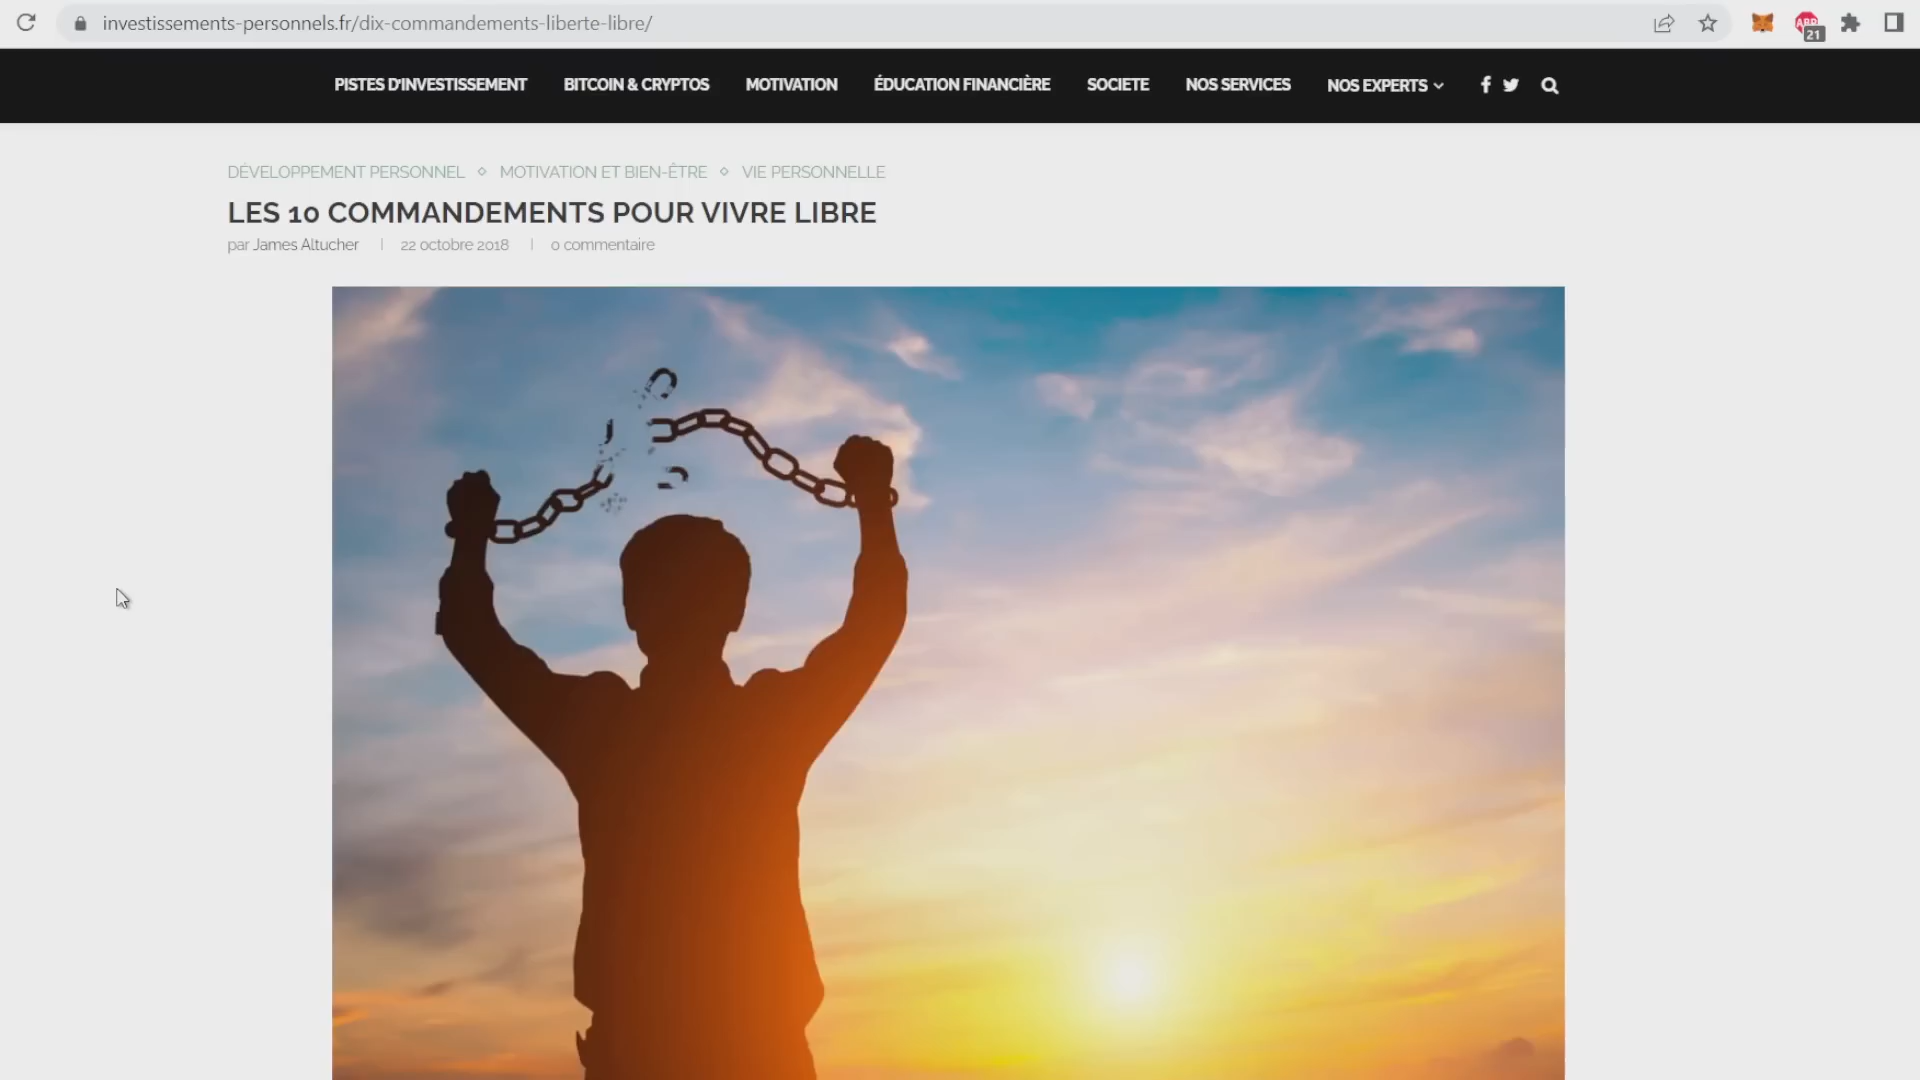 investissements-personnels.fr/dix-commandements-liberte-libre/
ABP
21
PISTES D'INVESTISSEMENT BITCOIN & CRYPTOS MOTIVATION ÉDUCATION FINANCIÈRE SOCIETE NOS SERVICES NOS EXPERTS
DÉVELOPPEMENT PERSONNEL ◇ MOTIVATION ET BIEN-ÊTRE ◇ VIE PERSONNELLE
LES 10 COMMANDEMENTS POUR VIVRE LIBRE
par James Altucher | 22 octobre 2018 | 0 commentaire